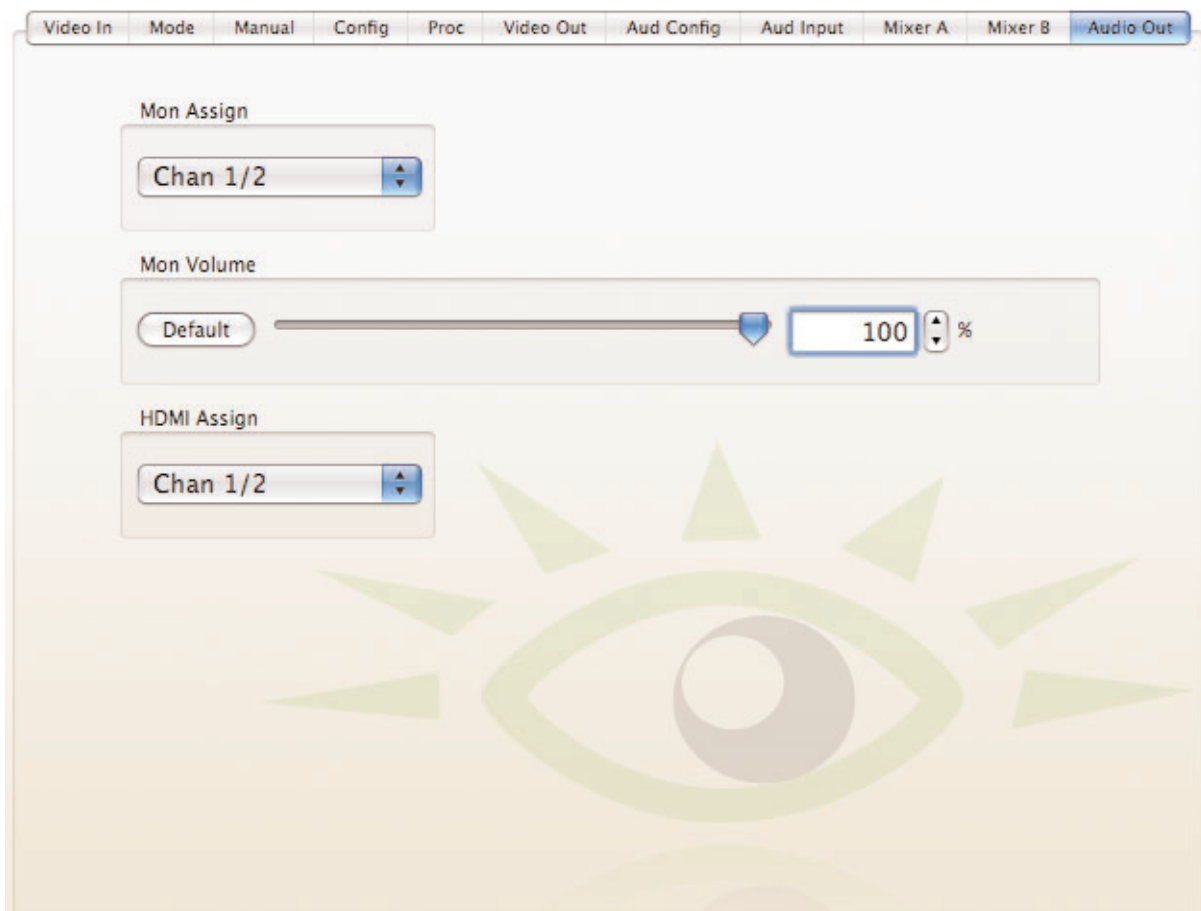 Video In Mode Manual Config Proc Video Out Aud Config Aud Input Mixer A Mixer B Audio Out
Mon Assign
Chan 1/2
Mon Volume
Default 100 %
HDMI Assign
Chan 1/2